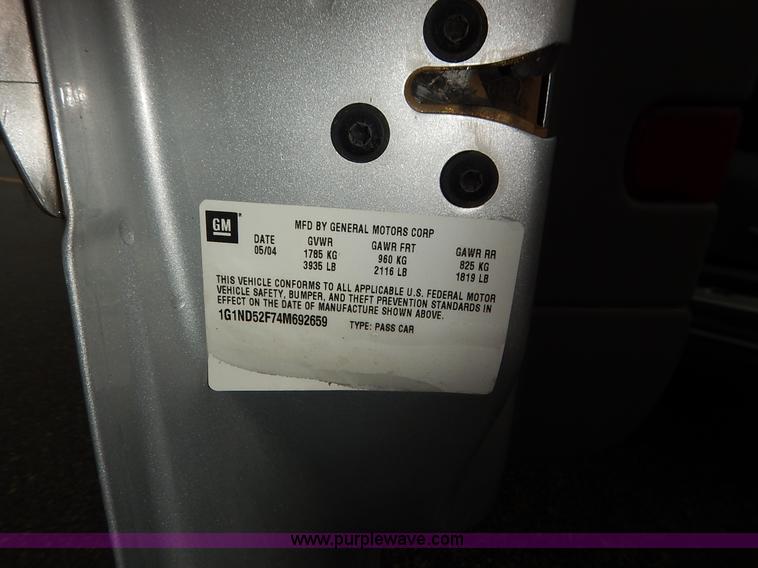 GM
MFD BY GENERAL MOTORS CORP
DATE GVWR GAWR FRT GAWR RR
05/04 1785 KG 960 KG 825 KG
3935 LB 2116 LB 1819 LB
THIS VEHICLE CONFORMS TO ALL APPLICABLE U.S. FEDERAL MOTOR
VEHICLE SAFETY, BUMPER, AND THEFT PREVENTION STANDARDS IN
EFFECT ON THE DATE OF MANUFACTURE SHOWN ABOVE.
1G1ND52F74M692659 TYPE: PASS CAR
www.purplewave.com